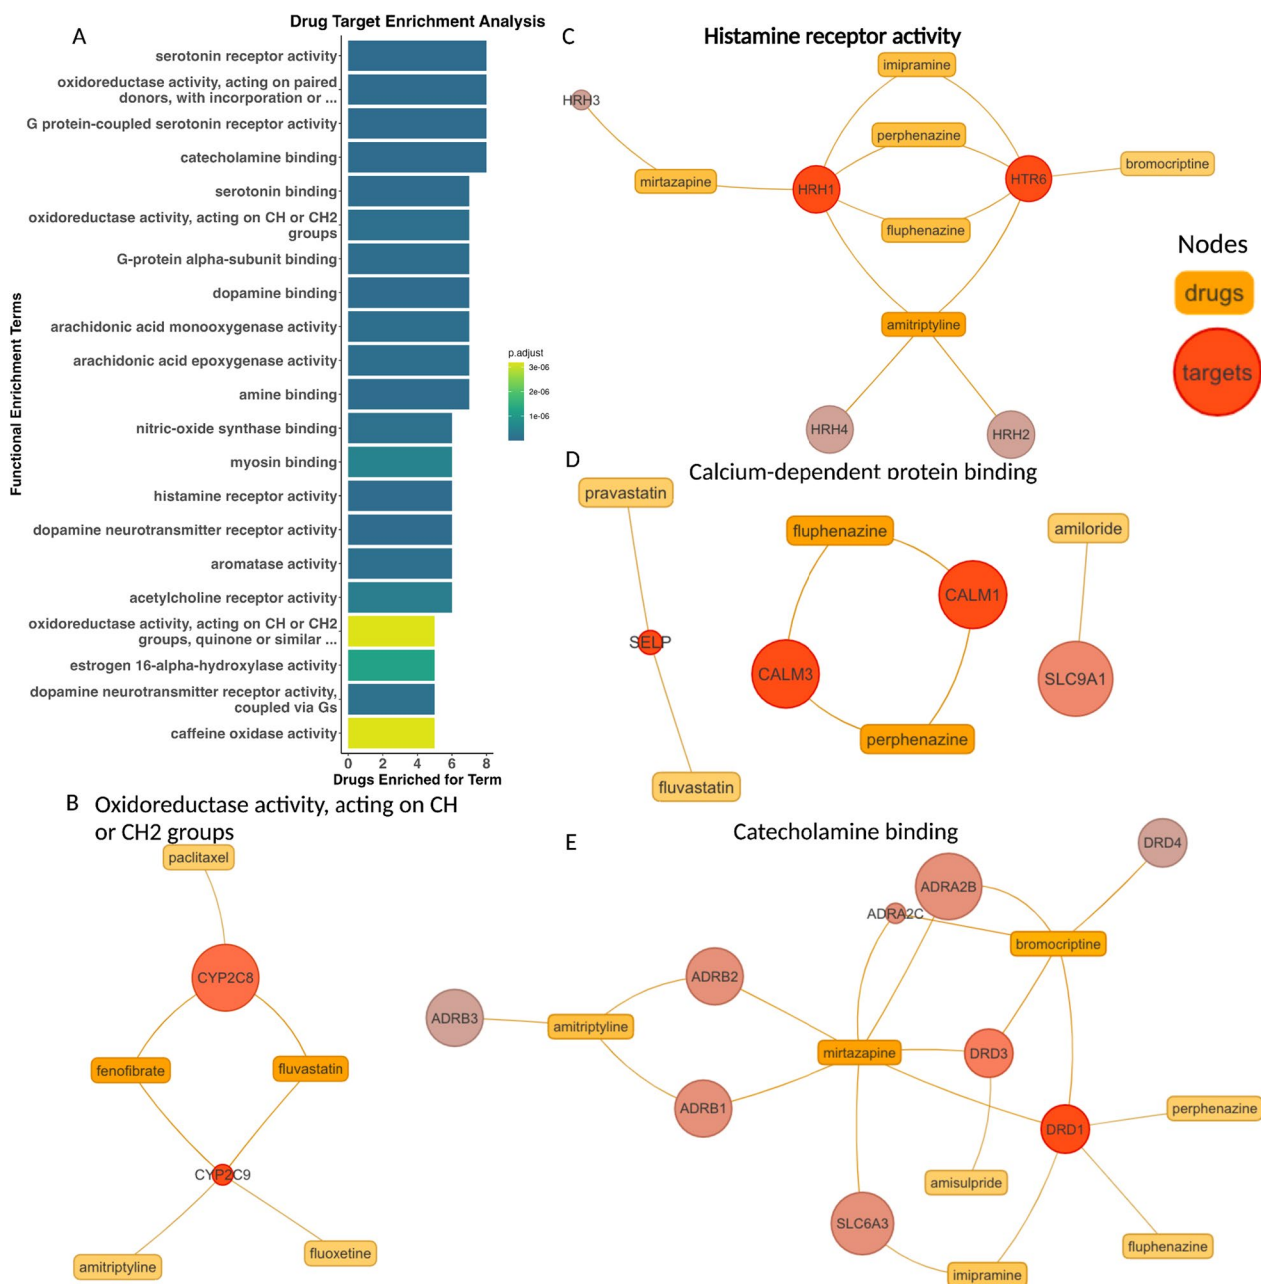 A
Drug Target Enrichment Analysis
Functional Enrichment Terms
serotonin receptor activity
oxidoreductase activity, acting on paired
donors, with incorporation or ...
G protein-coupled serotonin receptor activity
catecholamine binding
serotonin binding
oxidoreductase activity, acting on CH or CH2
groups
G-protein alpha-subunit binding
dopamine binding
arachidonic acid monooxygenase activity
arachidonic acid epoxygenase activity
amine binding
nitric-oxide synthase binding
myosin binding
histamine receptor activity
dopamine neurotransmitter receptor activity
aromatase activity
acetylcholine receptor activity
oxidoreductase activity, acting on CH or CH2
groups, quinone or similar ...
estrogen 16-alpha-hydroxylase activity
dopamine neurotransmitter receptor activity,
coupled via Gs
caffeine oxidase activity
0 2 4 6 8
Drugs Enriched for Term
p.adjust
3e-06
2e-06
1e-06
B Oxidoreductase activity, acting on CH
or CH2 groups
paclitaxel
CYP2C8
fenofibrate
fluvastatin
CYP2C9
amitriptyline
fluoxetine
C
Histamine receptor activity
imipramine
HRH3
perphenazine
bromocriptine
mirtazapine
HRH1
HTR6
fluphenazine
amitriptyline
HRH4
HRH2
Nodes
drugs
targets
D
Calcium-dependent protein binding
pravastatin
fluphenazine
amiloride
CALM1
SELP
CALM3
SLC9A1
perphenazine
fluvastatin
E
Catecholamine binding
DRD4
ADRA2B
ADRA2C
bromocriptine
ADRB2
ADRB3
amitriptyline
mirtazapine
DRD3
ADRB1
DRD1
perphenazine
amisulpride
SLC6A3
fluphenazine
imipramine